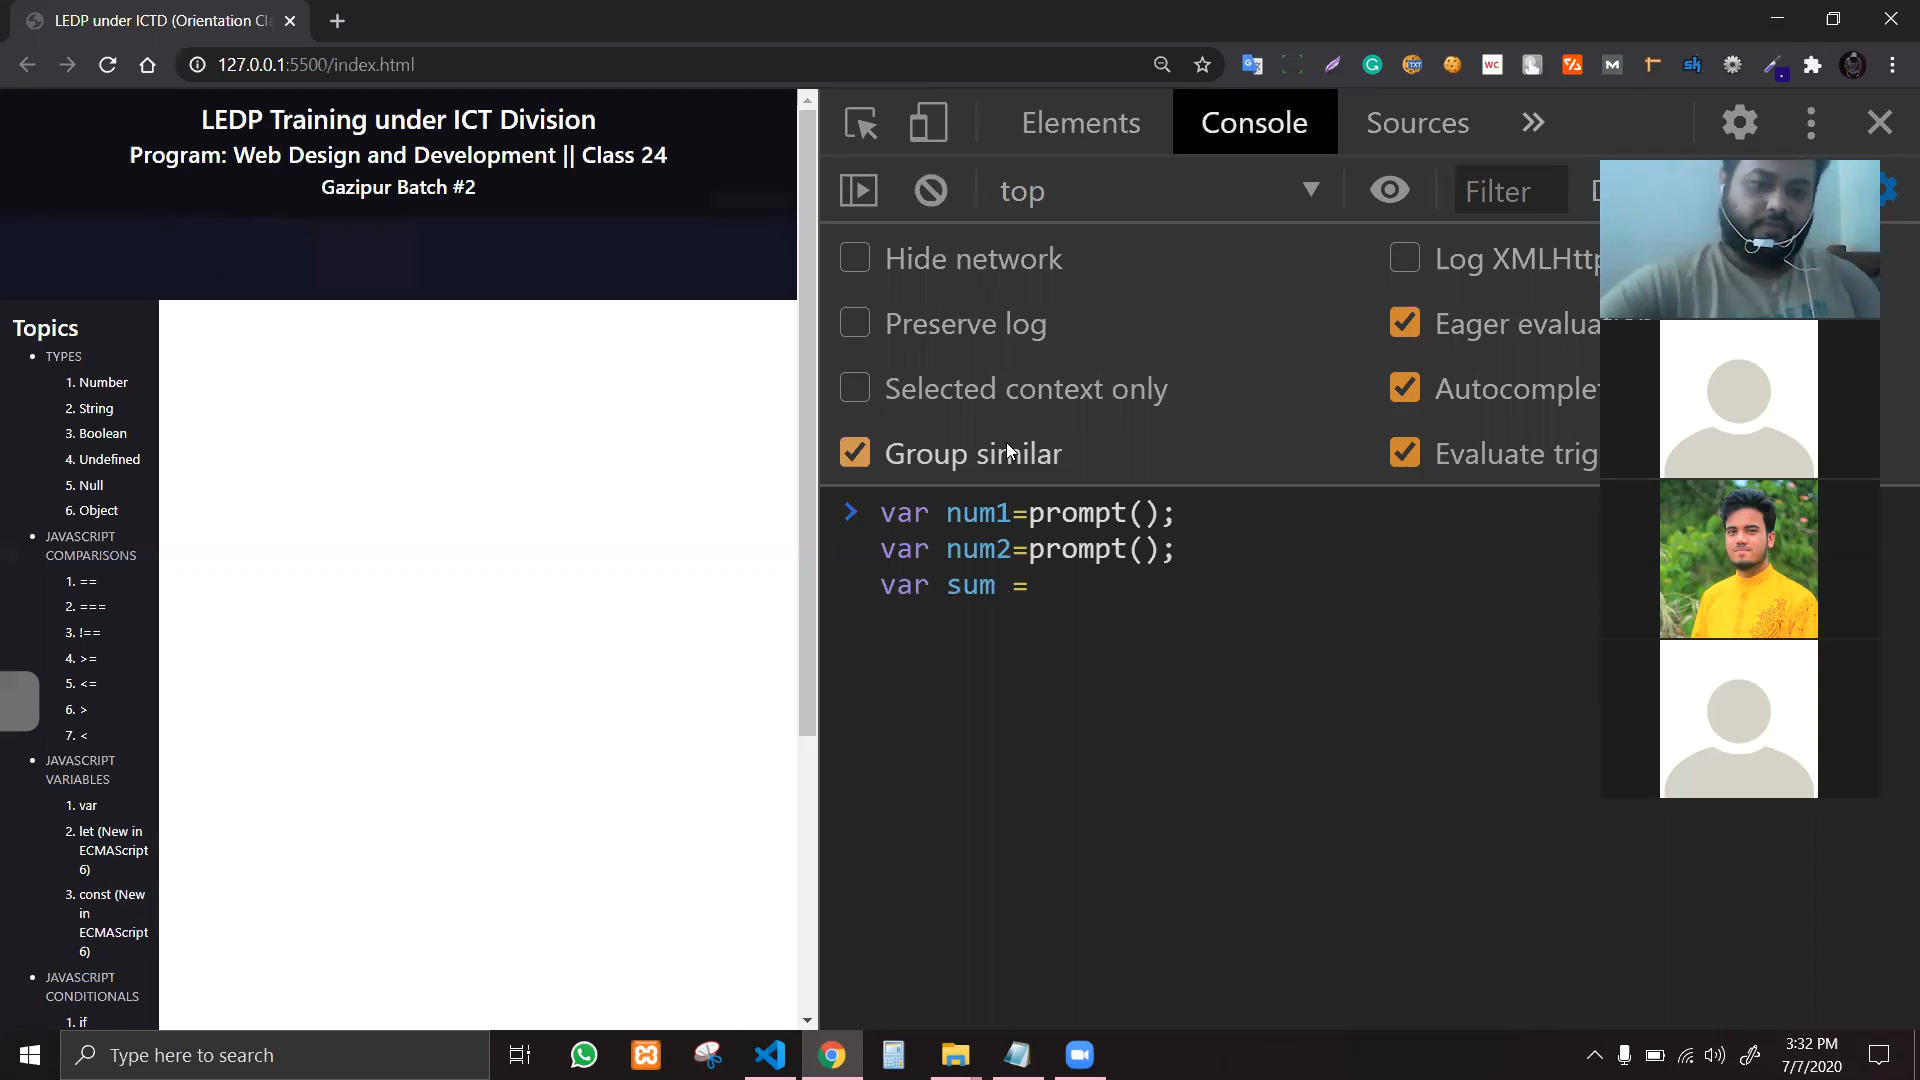 LEDP under ICTD (Orientation Cl
127.0.0.1:5500/index.html
LEDP Training under ICT Division
Program: Web Design and Development || Class 24
Gazipur Batch #2
Topics
TYPES
1. Number
2. String
3. Boolean
4. Undefined
5. Null
6. Object
JAVASCRIPT
COMPARISONS
1. ==
2. ===
3. !==
4. >=
5. <=
6. >
7. <
JAVASCRIPT
VARIABLES
1. var
2. let (New in
ECMAScript
6)
3. const (New
in
ECMAScript
6)
JAVASCRIPT
CONDITIONALS
1. if
Elements
Console
Sources
top
Filter
Hide network
Log XMLHttp
Preserve log
Eager evalua
Selected context only
Autocomple
Group similar
Evaluate trig
var num1=prompt();
var num2=prompt();
var sum =
Type here to search
3:32 PM
7/7/2020